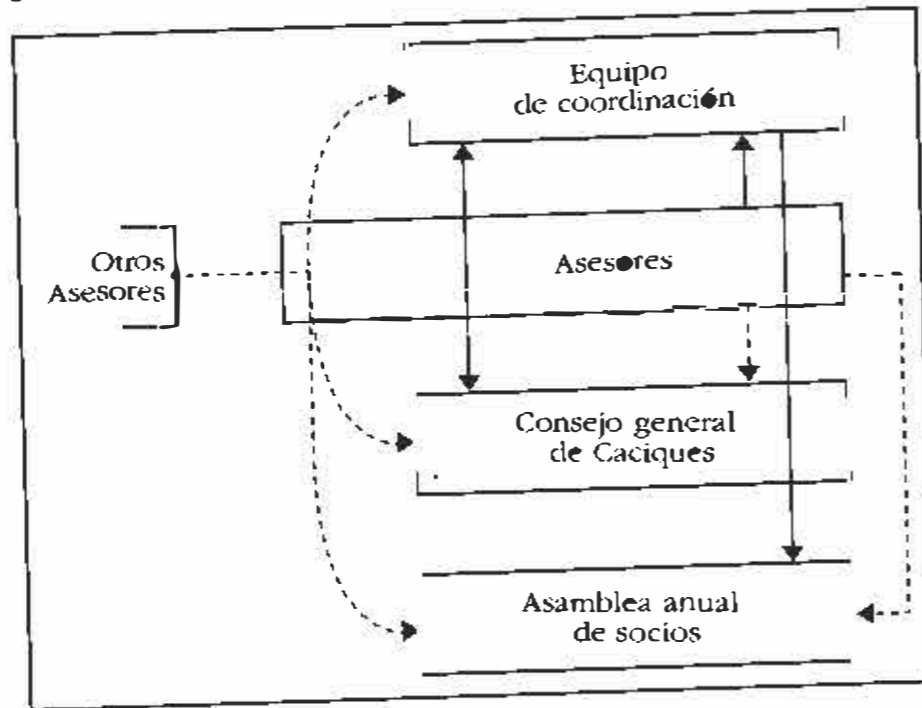 Equipo
de coordinación
Otros
Asesores
Asesores
Consejo general
de Caciques
Asamblea anual
de socios